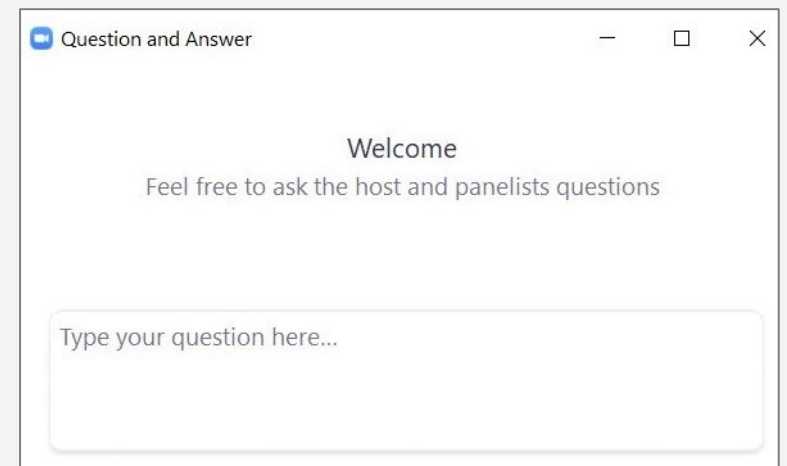 Question and Answer
Welcome
Feel free to ask the host and panelists questions
Type your question here...